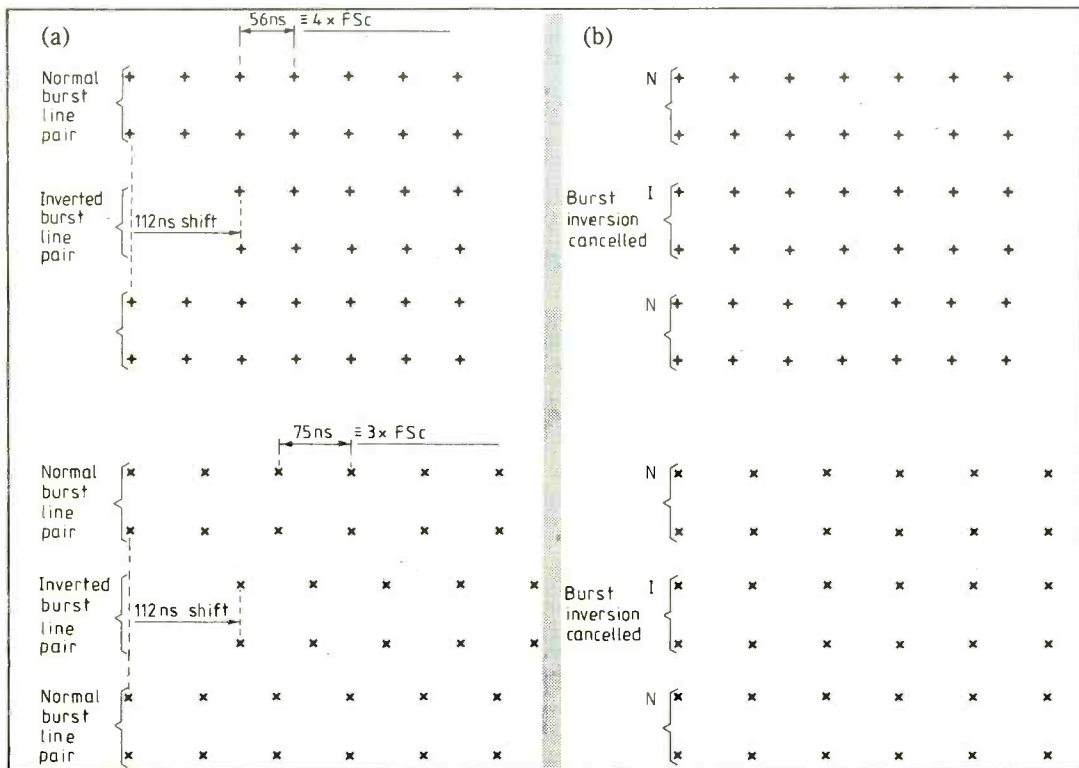 (a)
56ns ≡ 4 x FSc
Normal
burst
line
pair
Inverted
burst
line
pair
112ns shift
75ns ≡ 3 x FSc
Normal
burst
line
pair
Inverted
burst
line
pair
112ns shift
Normal
burst
line
pair
(b)
N
I
Burst
inversion
cancelled
N
N
I
Burst
inversion
cancelled
N